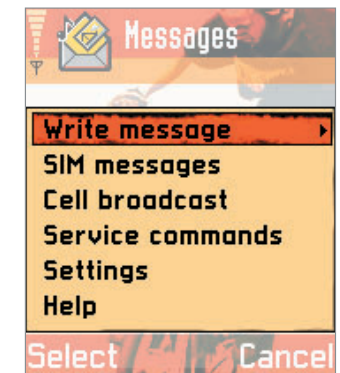 Messages
Write message
SIM messages
Cell broadcast
Service commands
Settings
Help
Select Cancel